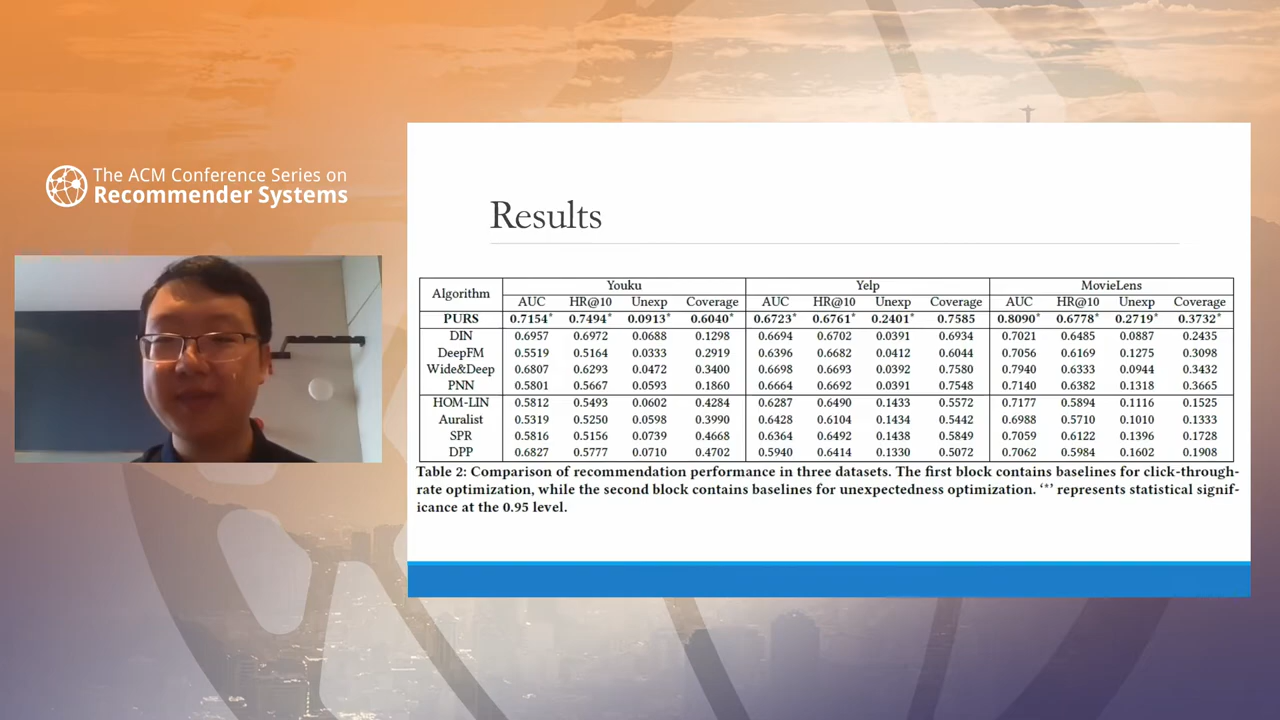 The ACM Conference Series on
Recommender Systems
Results
Algorithm Youku Yelp MovieLens
AUC HR@10 Unexp Coverage AUC HR@10 Unexp Coverage AUC HR@10 Unexp Coverage
PURS 0.7154* 0.7494* 0.0913* 0.6040* 0.6723* 0.6761* 0.2401* 0.7585 0.8090* 0.6778* 0.2719* 0.3732*
DIN 0.6957 0.6972 0.0688 0.1298 0.6694 0.6702 0.0391 0.6934 0.7021 0.6485 0.0887 0.2435
DeepFM 0.5519 0.5164 0.0333 0.2919 0.6396 0.6682 0.0412 0.6044 0.7056 0.6169 0.1275 0.3098
Wide&Deep 0.6807 0.6293 0.0472 0.3400 0.6698 0.6693 0.0392 0.7580 0.7940 0.6333 0.0944 0.3432
PNN 0.5801 0.5667 0.0593 0.1860 0.6664 0.6692 0.0391 0.7548 0.7140 0.6382 0.1318 0.3665
HOM-LIN 0.5812 0.5493 0.0602 0.4284 0.6287 0.6490 0.1433 0.5572 0.7177 0.5894 0.1116 0.1525
Auralist 0.5319 0.5250 0.0598 0.3990 0.6428 0.6104 0.1434 0.5442 0.6988 0.5710 0.1010 0.1333
SPR 0.5816 0.5156 0.0739 0.4668 0.6364 0.6492 0.1438 0.5849 0.7059 0.6122 0.1396 0.1728
DPP 0.6827 0.5777 0.0710 0.4702 0.5940 0.6414 0.1330 0.5072 0.7062 0.5984 0.1602 0.1908
Table 2: Comparison of recommendation performance in three datasets. The first block contains baselines for click-through-
rate optimization, while the second block contains baselines for unexpectedness optimization. ‘*’ represents statistical signif-
icance at the 0.95 level.